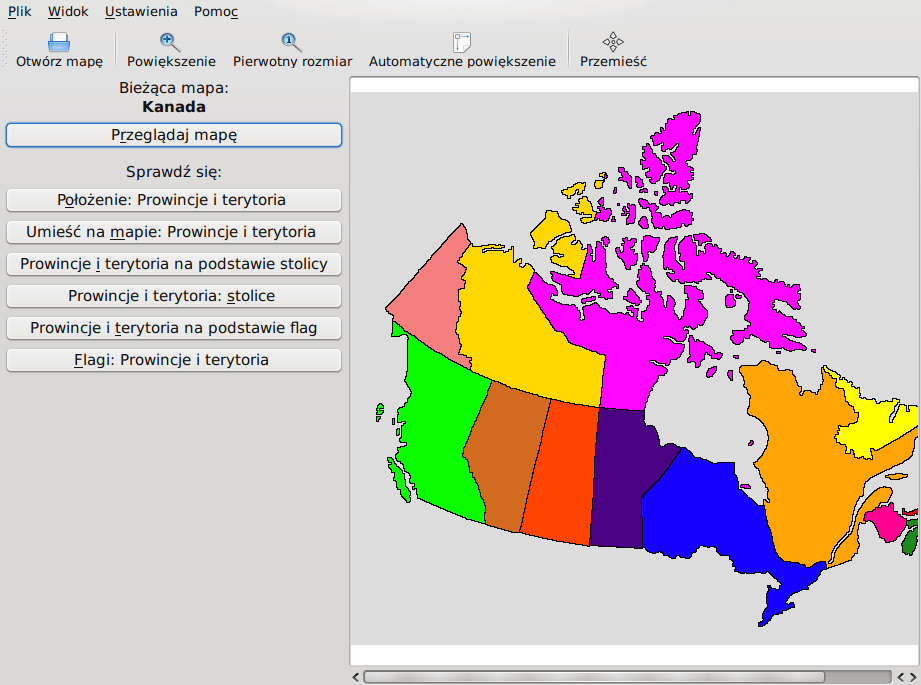 Plik Widok Ustawienia Pomoc
Otwórz mapę Powiększenie Pierwotny rozmiar Automatyczne powiększenie Przemieść
Bieżąca mapa:
Kanada
Przeglądaj mapę
Sprawdź się:
Położenie: Prowincje i terytoria
Umieść na mapie: Prowincje i terytoria
Prowincje i terytoria na podstawie stolicy
Prowincje i terytoria: stolice
Prowincje i terytoria na podstawie flag
Flagi: Prowincje i terytoria